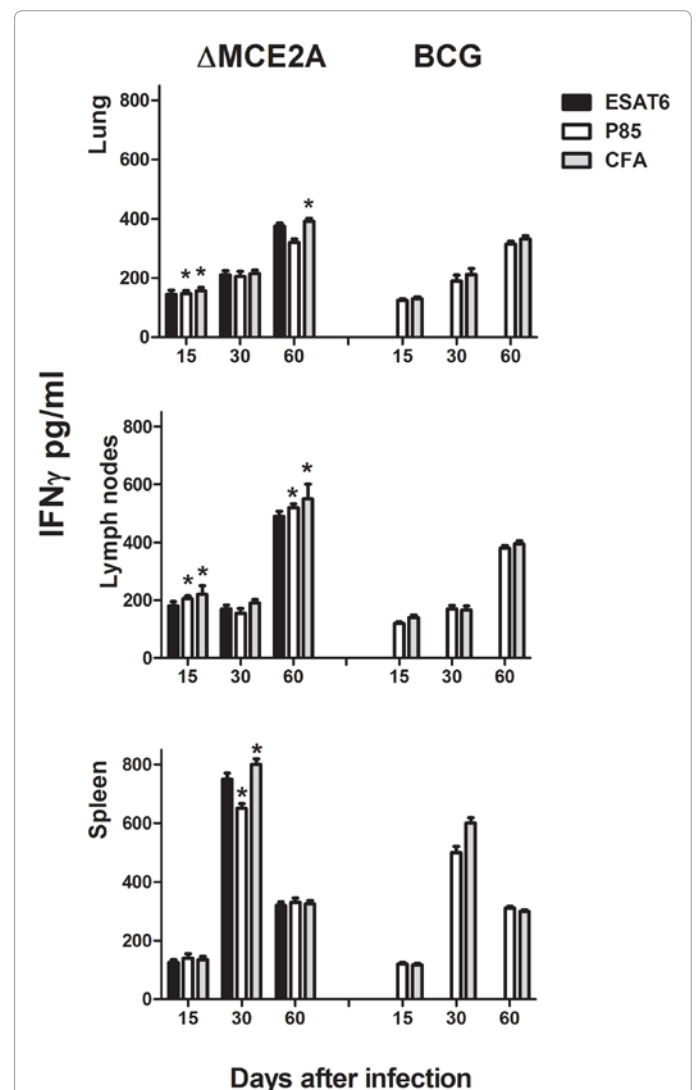 ΔMCE2A BCG
ESAT6
P85
CFA
Lung
800
600
400
200
0
* * *
15 30 60 15 30 60
IFNγ pg/ml
Lymph nodes
800
600
400
200
0
* * * *
15 30 60 15 30 60
Spleen
800
600
400
200
0
* *
15 30 60 15 30 60
Days after infection